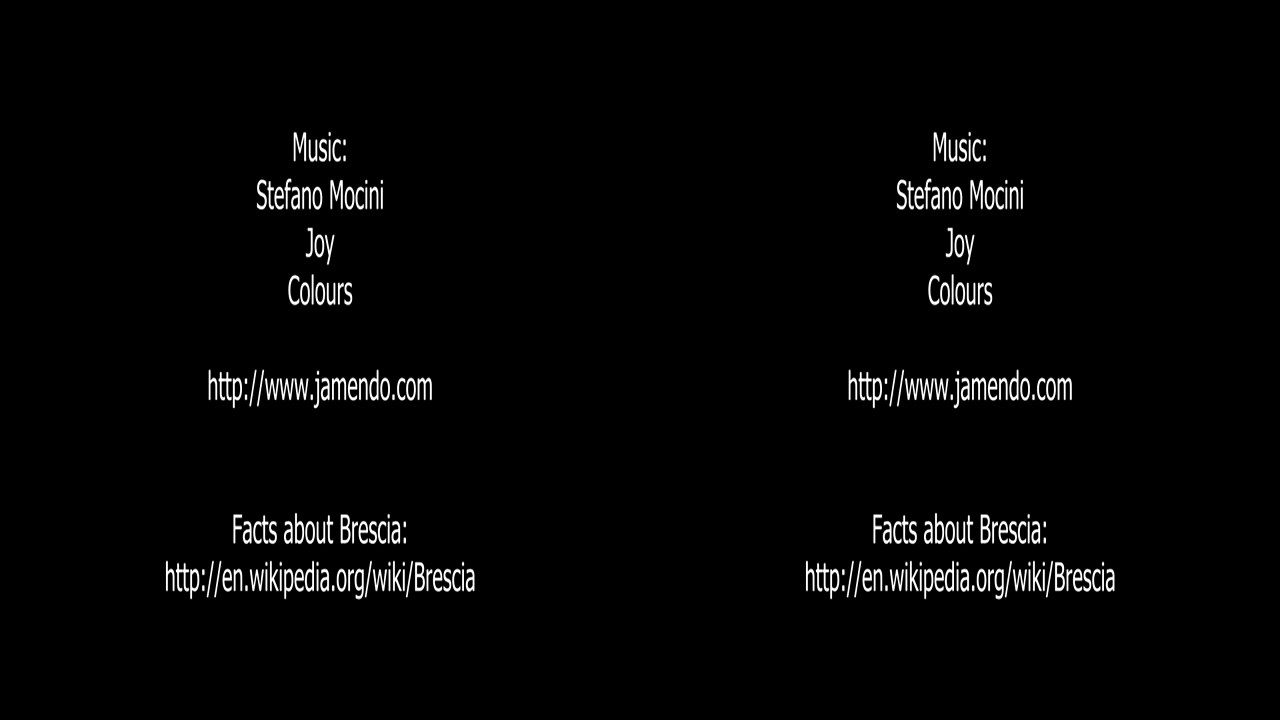 Music:
Stefano Mocini
Joy
Colours
http://www.jamendo.com
Facts about Brescia:
http://en.wikipedia.org/wiki/Brescia
Music:
Stefano Mocini
Joy
Colours
http://www.jamendo.com
Facts about Brescia:
http://en.wikipedia.org/wiki/Brescia